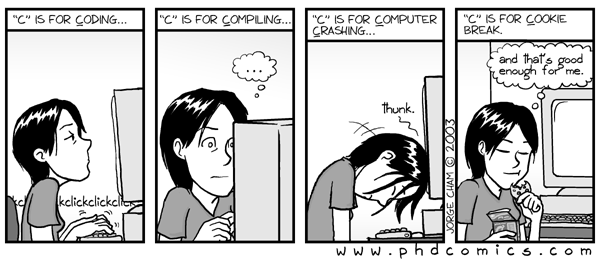 "C" IS FOR CODING...
kclickclickclickclic
"C" IS FOR COMPILING...
...
"C" IS FOR COMPUTER
CRASHING...
thunk.
JORGE CHAM © 2003
"C" IS FOR COOKIE
BREAK.
and that's good
enough for me.
www.phdcomics.com